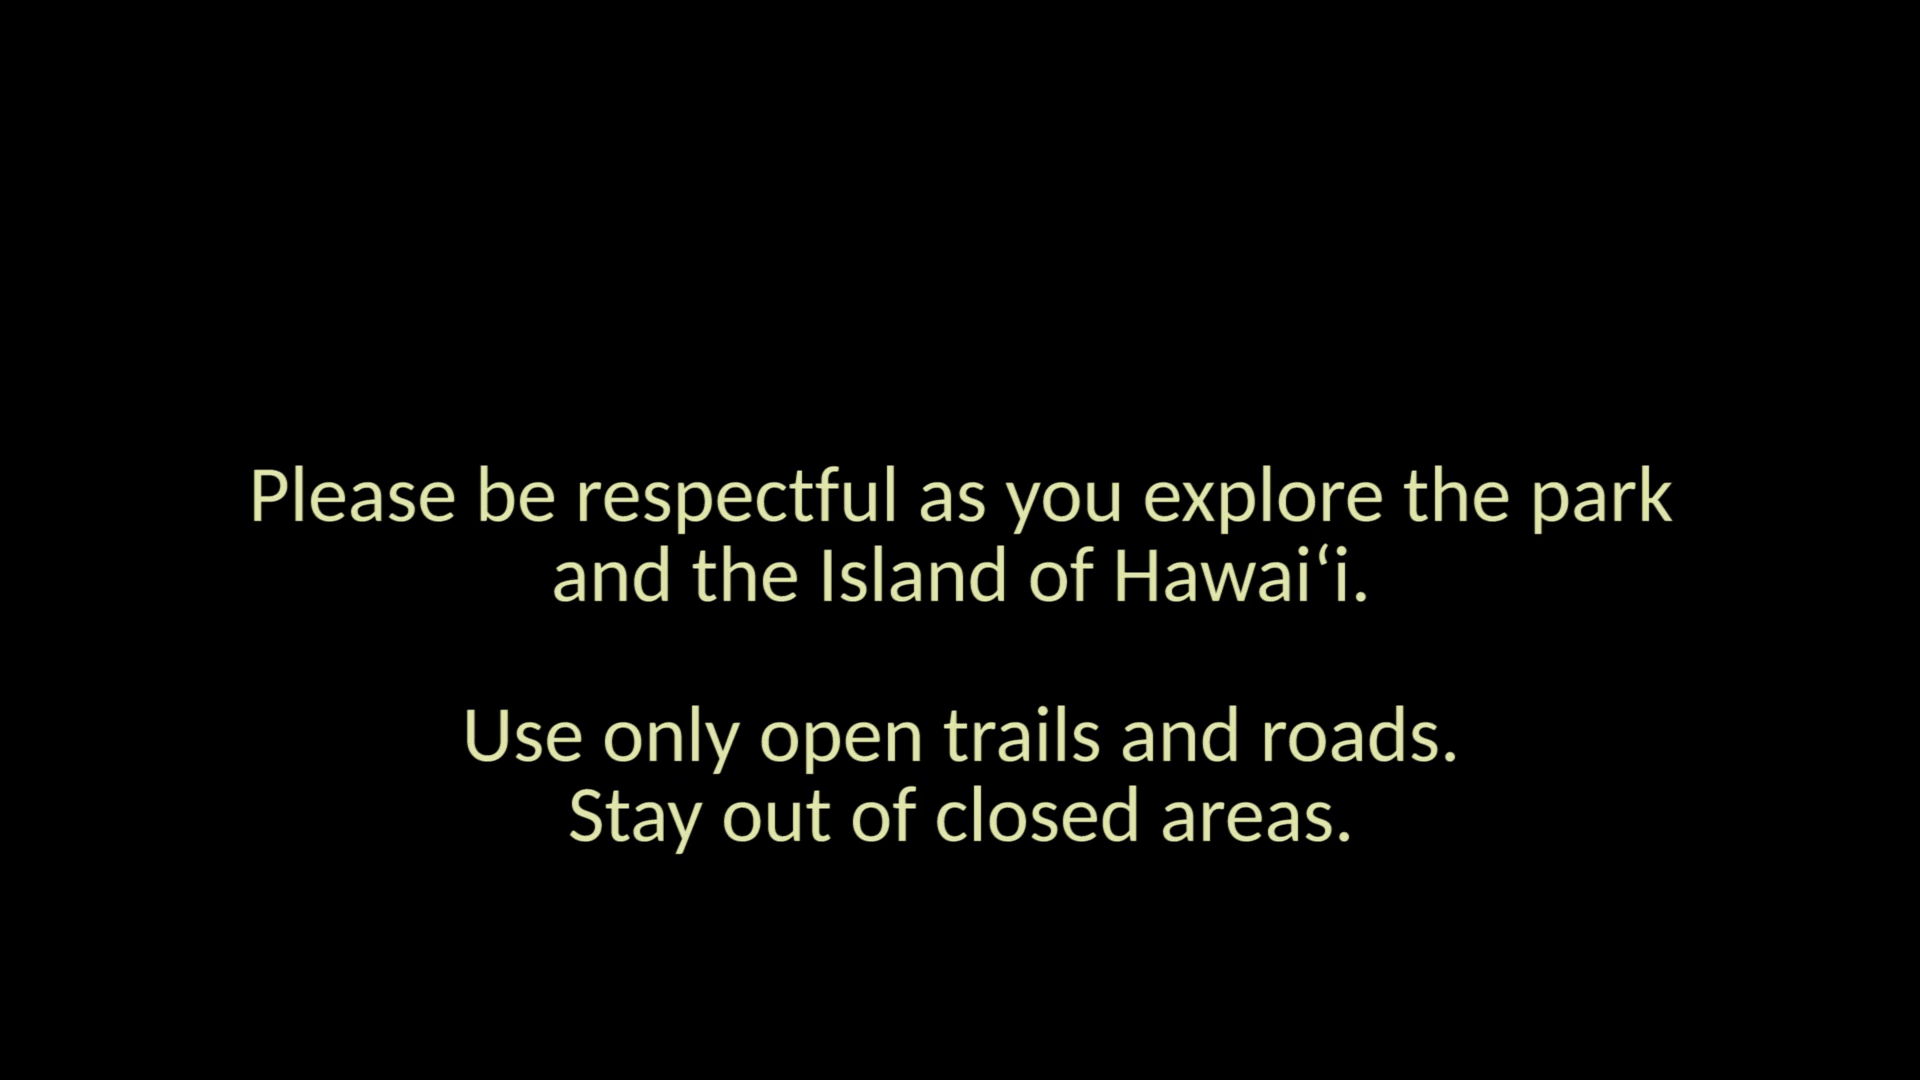 Please be respectful as you explore the park
and the Island of Hawaiʻi.
Use only open trails and roads.
Stay out of closed areas.